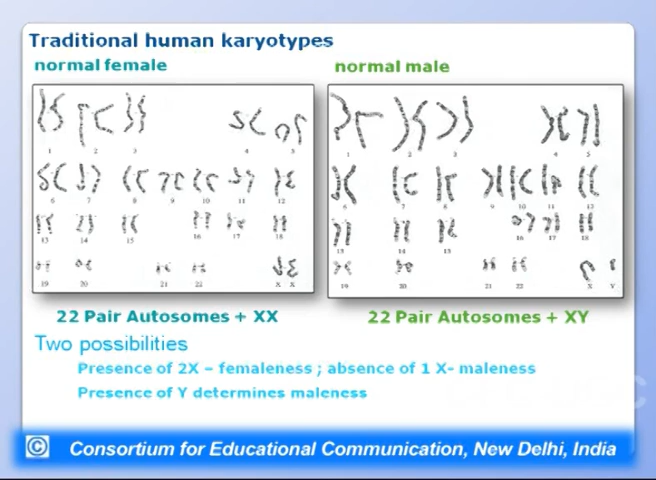 Traditional human karyotypes
normal female
normal male
1 2 3 4 5
6 7 8 9 10 11 12
13 14 15 16 17 18
19 20 21 22 X X
1 2 3 4 5
6 7 8 9 10 11 12
13 14 15 16 17 18
19 20 21 22 X Y
22 Pair Autosomes + XX
22 Pair Autosomes + XY
Two possibilities
Presence of 2X – femaleness ; absence of 1 X- maleness
Presence of Y determines maleness
© Consortium for Educational Communication, New Delhi, India